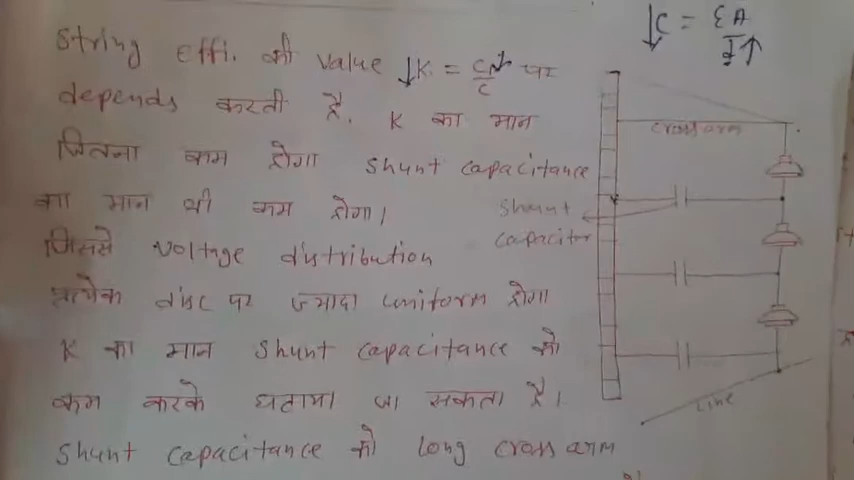 ↓C = εA / d↑
String effi. की value ↓K = CΔ↓ / C पर
depends करती है. K का मान
जितना कम होगा shunt capacitance
का मान भी कम होगा।
जिससे voltage distribution
प्रत्येक disc पर ज्यादा uniform होगा
K का मान shunt capacitance को
कम करके घटाया जा सकता है।
shunt capacitance को long cross arm
cross arm
shunt
capacitor
Line